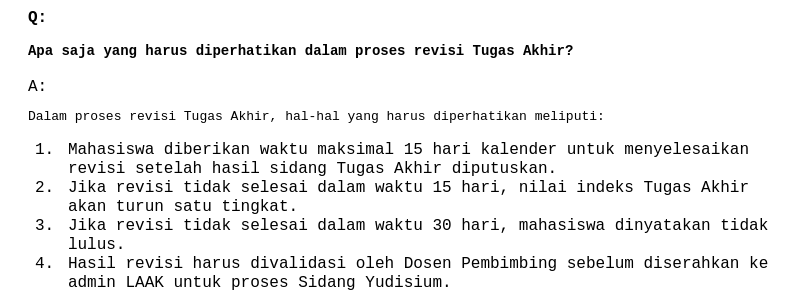 Q:
Apa saja yang harus diperhatikan dalam proses revisi Tugas Akhir?
A:
Dalam proses revisi Tugas Akhir, hal-hal yang harus diperhatikan meliputi:
1. Mahasiswa diberikan waktu maksimal 15 hari kalender untuk menyelesaikan
revisi setelah hasil sidang Tugas Akhir diputuskan.
2. Jika revisi tidak selesai dalam waktu 15 hari, nilai indeks Tugas Akhir
akan turun satu tingkat.
3. Jika revisi tidak selesai dalam waktu 30 hari, mahasiswa dinyatakan tidak
lulus.
4. Hasil revisi harus divalidasi oleh Dosen Pembimbing sebelum diserahkan ke
admin LAAK untuk proses Sidang Yudisium.